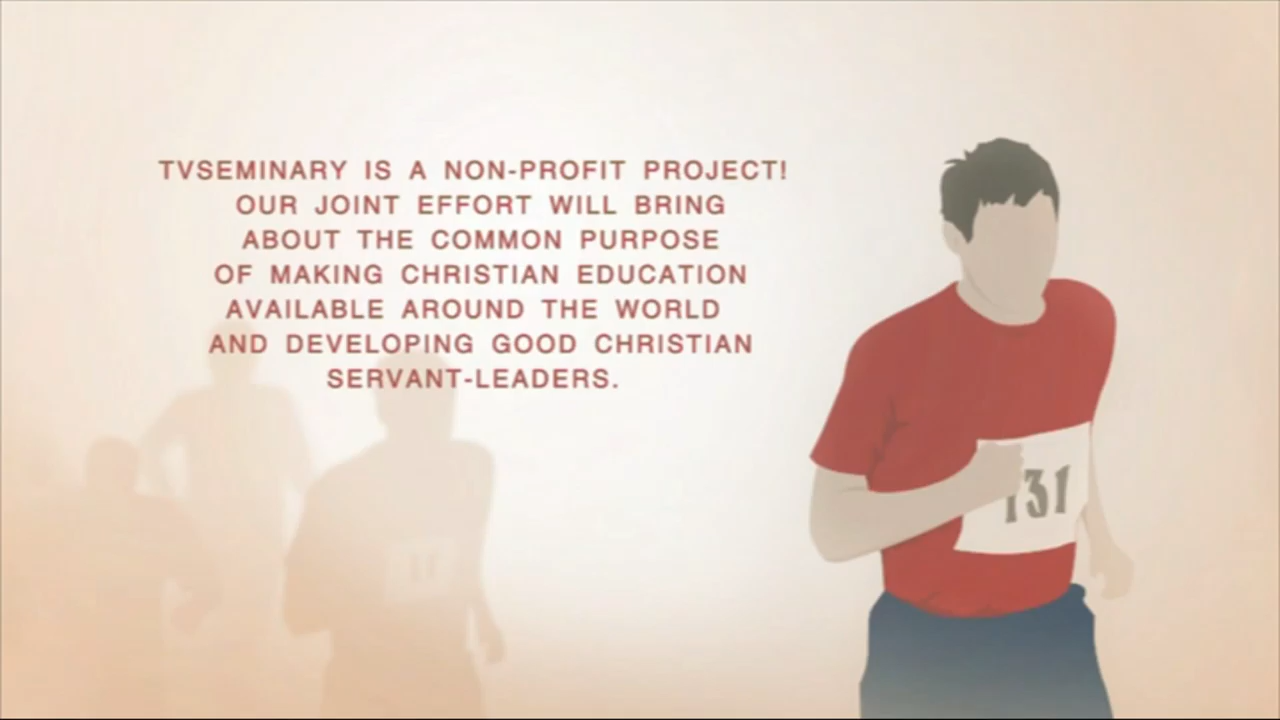 TVSEMINARY IS A NON-PROFIT PROJECT!
OUR JOINT EFFORT WILL BRING
ABOUT THE COMMON PURPOSE
OF MAKING CHRISTIAN EDUCATION
AVAILABLE AROUND THE WORLD
AND DEVELOPING GOOD CHRISTIAN
SERVANT-LEADERS.
131